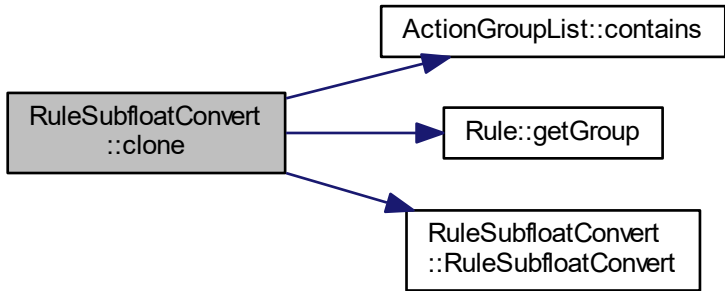 RuleSubfloatConvert
::clone
ActionGroupList::contains
Rule::getGroup
RuleSubfloatConvert
::RuleSubfloatConvert